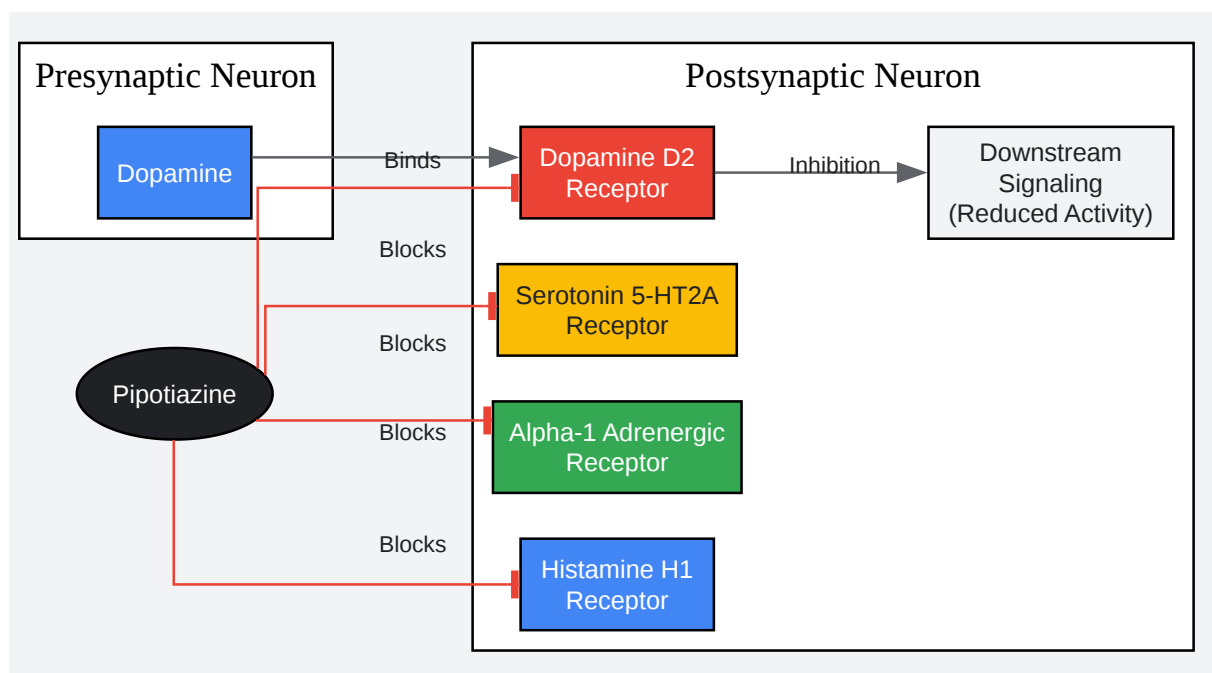 Presynaptic Neuron
Postsynaptic Neuron
Dopamine
Binds
Dopamine D2
Receptor
Inhibition
Downstream
Signaling
(Reduced Activity)
Blocks
Serotonin 5-HT2A
Receptor
Blocks
Pipotiazine
Blocks
Alpha-1 Adrenergic
Receptor
Blocks
Histamine H1
Receptor